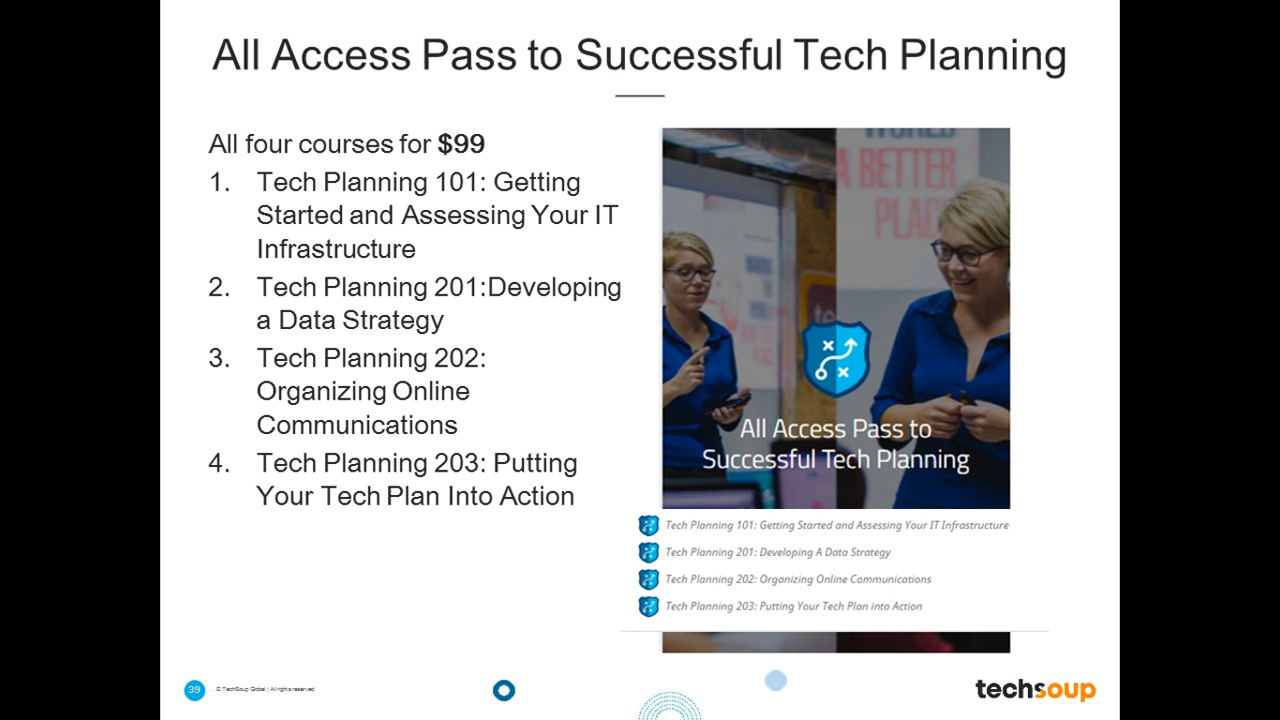 All Access Pass to Successful Tech Planning
All four courses for $99
1. Tech Planning 101: Getting
Started and Assessing Your IT
Infrastructure
2. Tech Planning 201:Developing
a Data Strategy
3. Tech Planning 202:
Organizing Online
Communications
4. Tech Planning 203: Putting
Your Tech Plan Into Action
WORLD
A BETTER
PLACE
All Access Pass to
Successful Tech Planning
Tech Planning 101: Getting Started and Assessing Your IT Infrastructure
Tech Planning 201: Developing A Data Strategy
Tech Planning 202: Organizing Online Communications
Tech Planning 203: Putting Your Tech Plan into Action
39
. © TechSoup Global | All rights reserved
techsoup